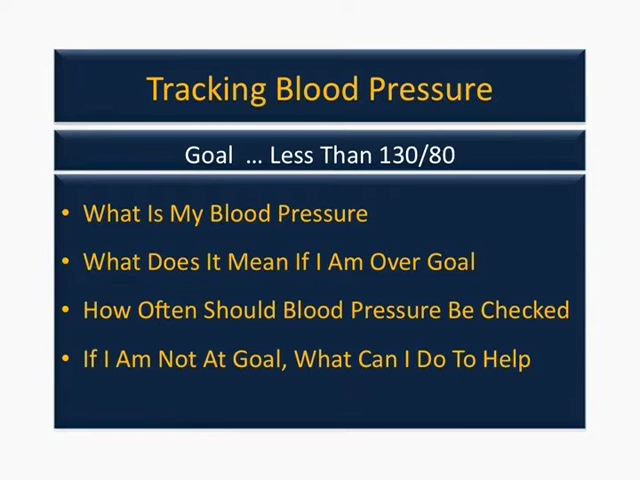 Tracking Blood Pressure
Goal ... Less Than 130/80
• What Is My Blood Pressure
• What Does It Mean If I Am Over Goal
• How Often Should Blood Pressure Be Checked
• If I Am Not At Goal, What Can I Do To Help